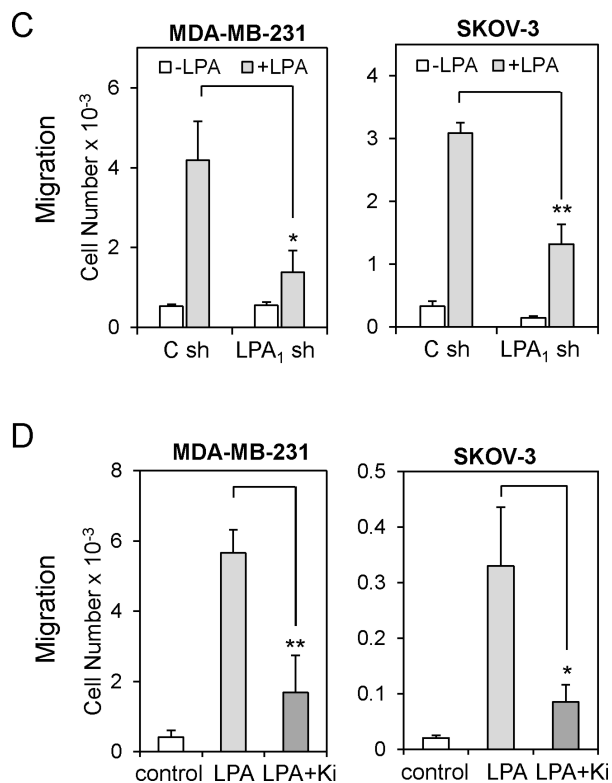 C
MDA-MB-231
SKOV-3
-LPA +LPA
-LPA +LPA
Migration
Cell Number x 10-3
6
4
2
0
4
3
2
1
0
*
**
C sh LPA1 sh
C sh LPA1 sh
D
MDA-MB-231
SKOV-3
Migration
Cell Number x 10-3
8
6
4
2
0
0.5
0.4
0.3
0.2
0.1
0
**
*
control LPA LPA+Ki
control LPA LPA+Ki